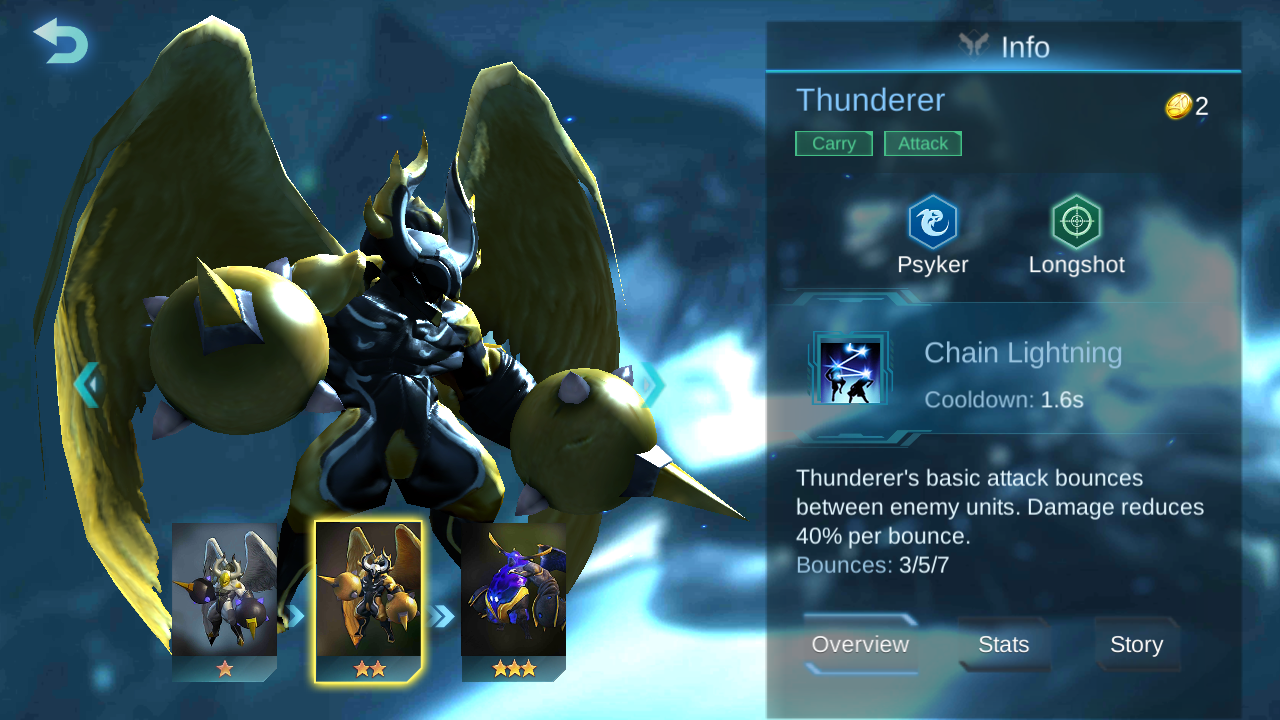 Info
Thunderer
2
Carry Attack
Psyker Longshot
Chain Lightning
Cooldown: 1.6s
Thunderer's basic attack bounces
between enemy units. Damage reduces
40% per bounce.
Bounces: 3/5/7
Overview Stats Story